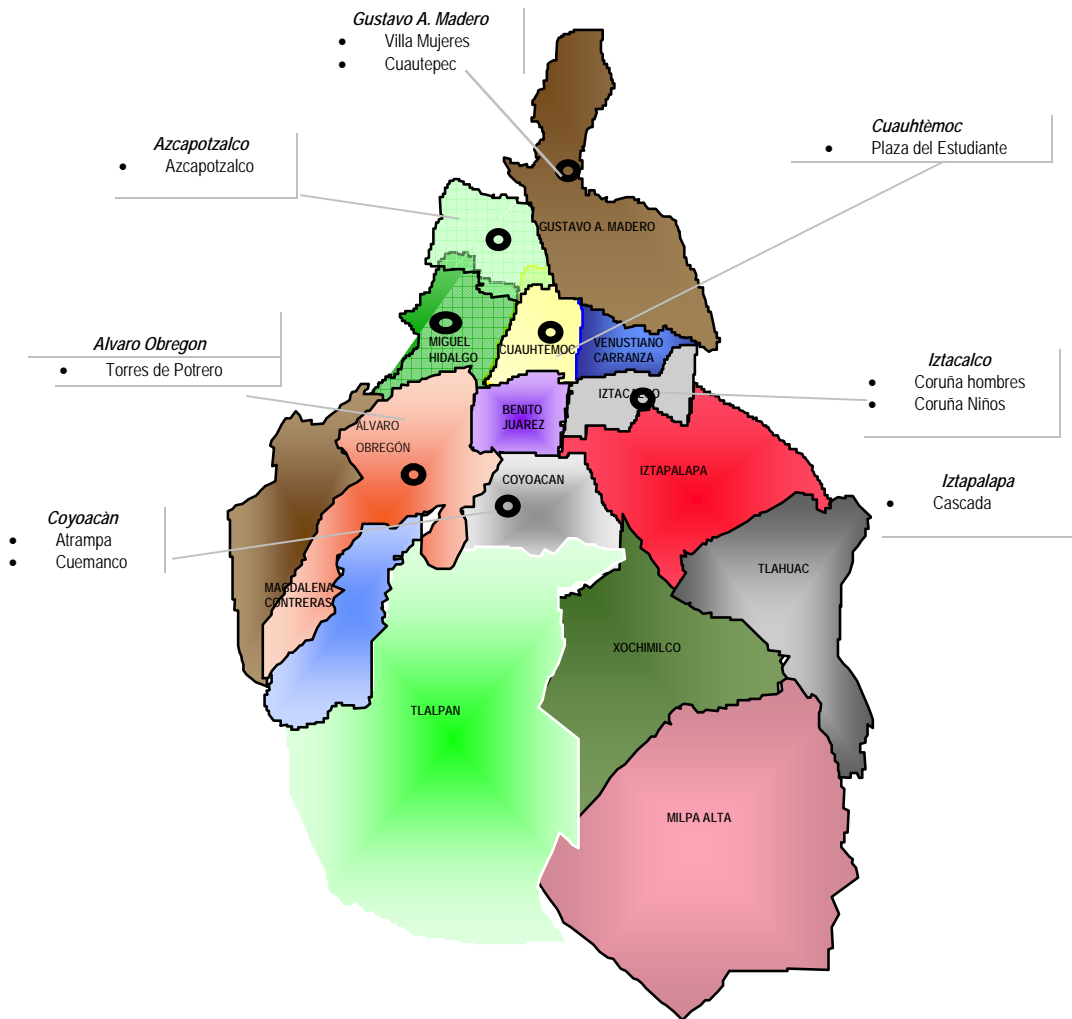 Gustavo A. Madero
• Villa Mujeres
• Cuautepec
Azcapotzalco
• Azcapotzalco
Cuauhtèmoc
• Plaza del Estudiante
GUSTAVO A. MADERO
Alvaro Obregon
• Torres de Potrero
MIGUEL
HIDALGO
CUAUHTEMOC
VENUSTIANO
CARRANZA
Iztacalco
• Coruña hombres
• Coruña Niños
IZTACALCO
BENITO
JUAREZ
ALVARO
OBREGÓN
IZTAPALAPA
COYOACAN
Iztapalapa
• Cascada
Coyoacàn
• Atrampa
• Cuemanco
TLAHUAC
MAGDALENA
CONTRERAS
XOCHIMILCO
TLALPAN
MILPA ALTA